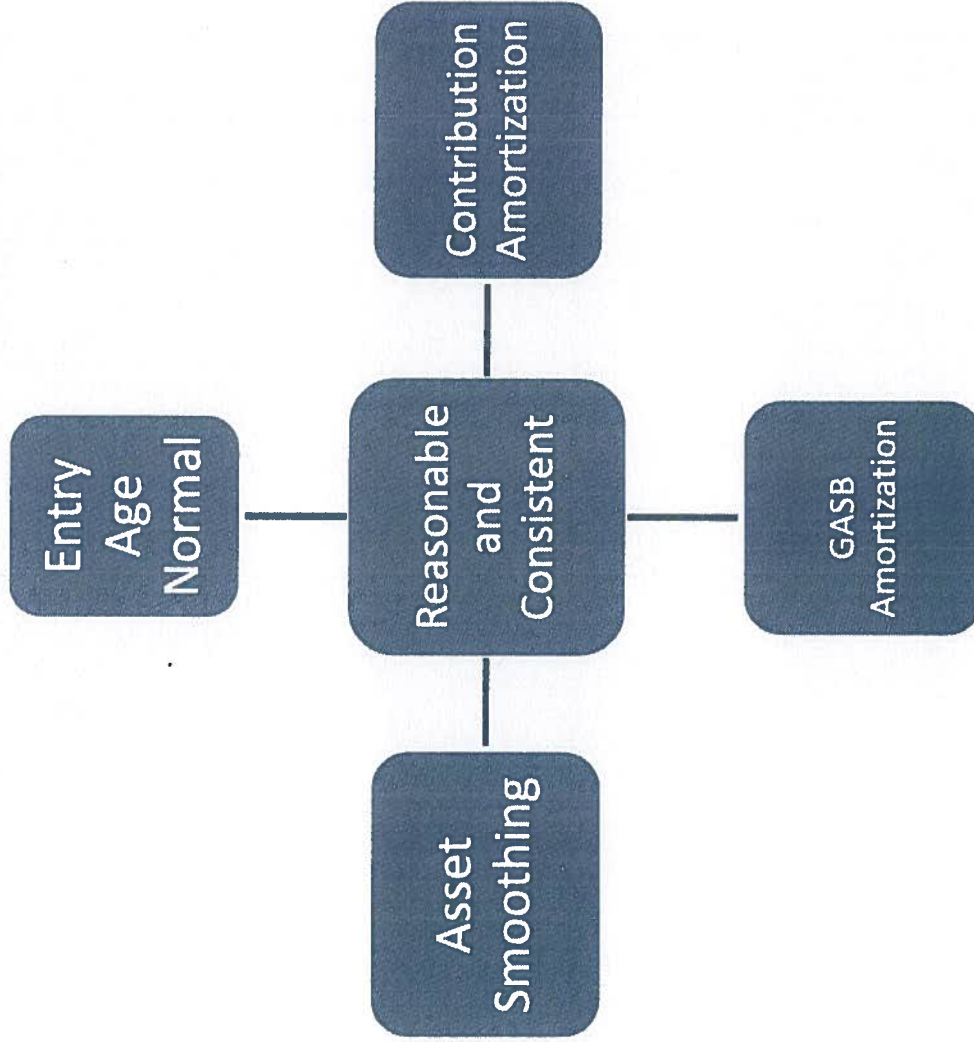 Entry
Age
Normal
Asset
Smoothing
Reasonable
and
Consistent
Contribution
Amortization
GASB
Amortization